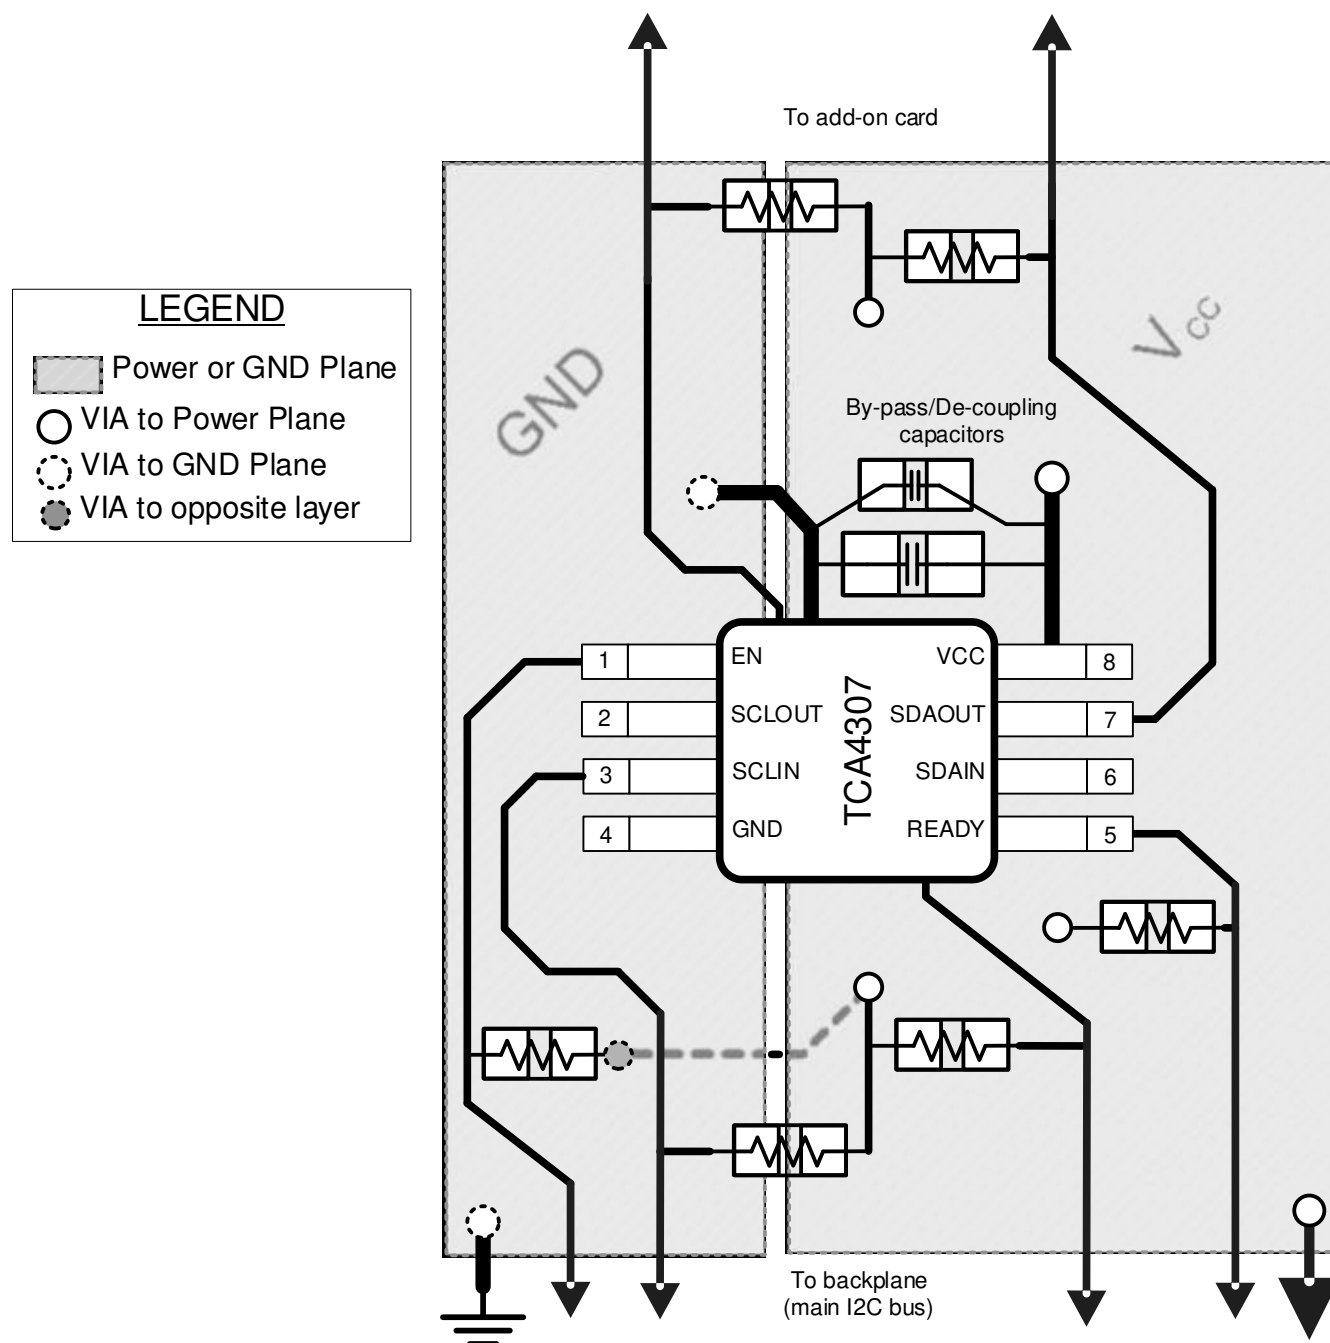 To add-on card
LEGEND
Power or GND Plane
VIA to Power Plane
VIA to GND Plane
VIA to opposite layer
GND
VCC
By-pass/De-coupling
capacitors
1 EN VCC 8
2 SCLOUT SDAOUT 7
3 SCLIN SDAIN 6
4 GND READY 5
TCA4307
To backplane
(main I2C bus)